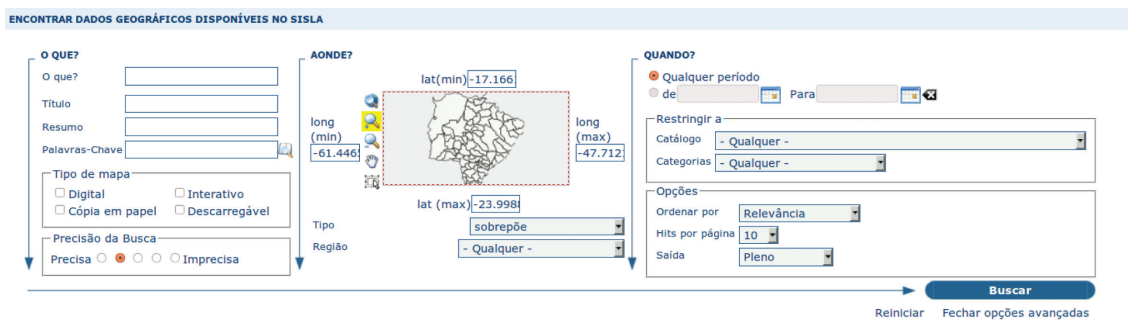 ENCONTRAR DADOS GEOGRÁFICOS DISPONÍVEIS NO SISLA
O QUE?
O que?
Título
Resumo
Palavras-Chave
Tipo de mapa
Digital Interativo
Cópia em papel Descarregável
Precisão da Busca
Precisa Imprecisa
AONDE?
lat(min) -17.166
long
(min)
-61.446
long
(max)
-47.712
lat (max) -23.998
Tipo sobrepõe
Região - Qualquer -
QUANDO?
Qualquer período
de Para
Restringir a
Catálogo - Qualquer -
Categorias - Qualquer -
Opções
Ordenar por Relevância
Hits por página 10
Saída Pleno
Buscar
Reiniciar Fechar opções avançadas